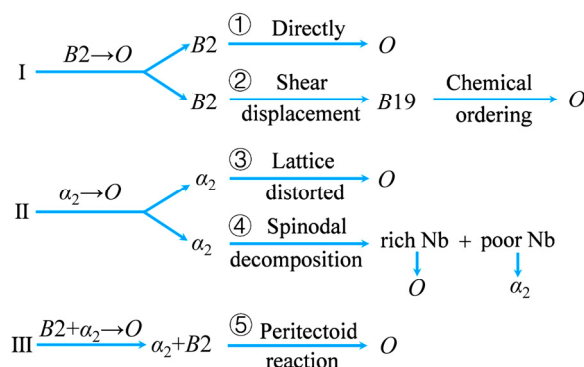 I B2→O B2 ① Directly O
B2 ② Shear displacement B19 Chemical ordering O
II α₂→O α₂ ③ Lattice distorted O
α₂ ④ Spinodal decomposition rich Nb + poor Nb
O α₂
III B2+α₂→O α₂+B2 ⑤ Peritectoid reaction O